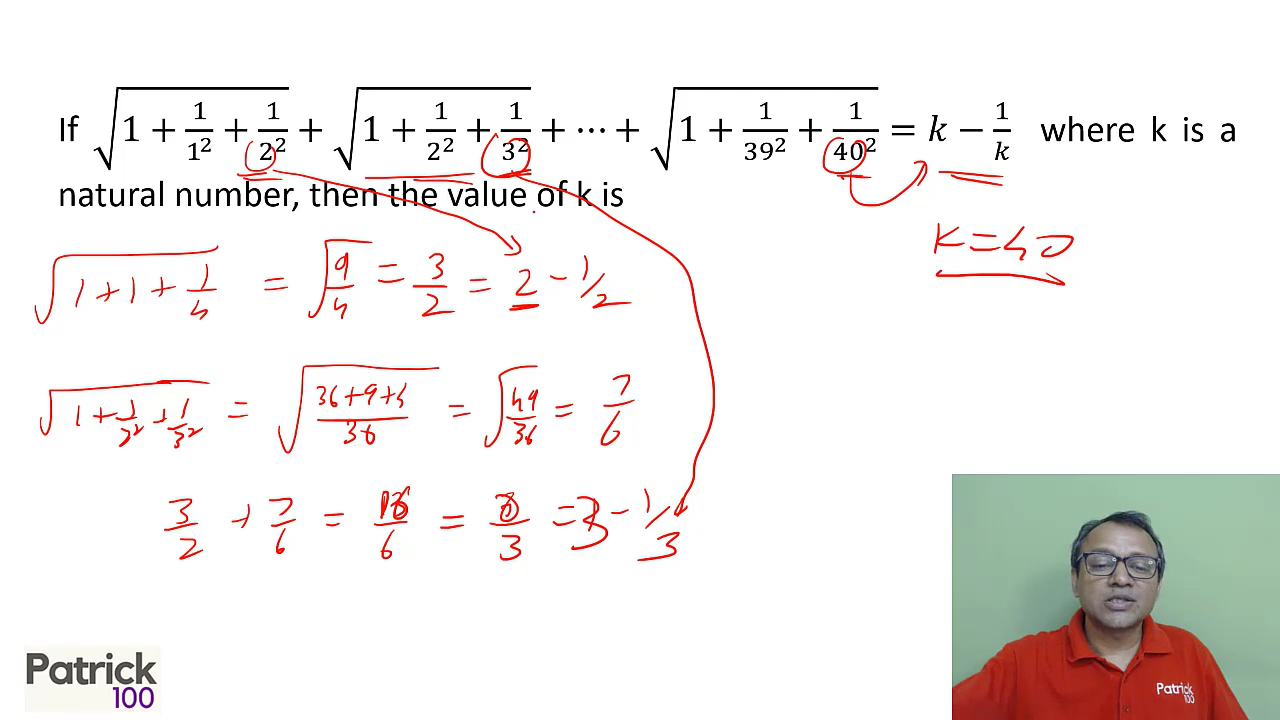 If √(1 + 1/1² + 1/2²) + √(1 + 1/2² + 1/3²) + ⋯ + √(1 + 1/39² + 1/40²) = k − 1/k where k is a
natural number, then the value of k is
k = 40
√(1 + 1 + 1/4) = √(9/4) = 3/2 = 2 − 1/2
√(1 + 1/2² + 1/3²) = √((36+9+4)/36) = √(49/36) = 7/6
3/2 + 7/6 = 16/6 = 8/3 = 3 − 1/3
Patrick
100
Patrick
100